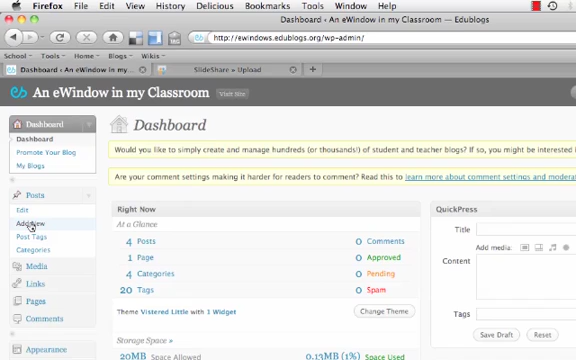 Firefox File Edit View History Delicious Bookmarks Tools Window Help
Dashboard ‹ An eWindow in my Classroom — Edublogs
http://ewindows.edublogs.org/wp-admin/
School Tools Home Blogs Wikis
Dashboard ‹ An eWindow in my... SlideShare » Upload
An eWindow in my Classroom Visit Site
Dashboard
Dashboard
Promote Your Blog
My Blogs
Posts
Edit
Add New
Post Tags
Categories
Media
Links
Pages
Comments
Appearance
Dashboard
Would you like to simply create and manage hundreds (or thousands!) of student and teacher blogs? If so, you might be interested
Are your comment settings making it harder for readers to comment? Read this to learn more about comment settings and moderat
Right Now
At a Glance
4 Posts 0 Comments
1 Page 0 Approved
4 Categories 0 Pending
20 Tags 0 Spam
Theme Vistered Little with 1 Widget Change Theme
Storage Space »
20MB Space Allowed 0.13MB (1%) Space Used
QuickPress
Title
Add media:
Content
Tags
Save Draft Reset